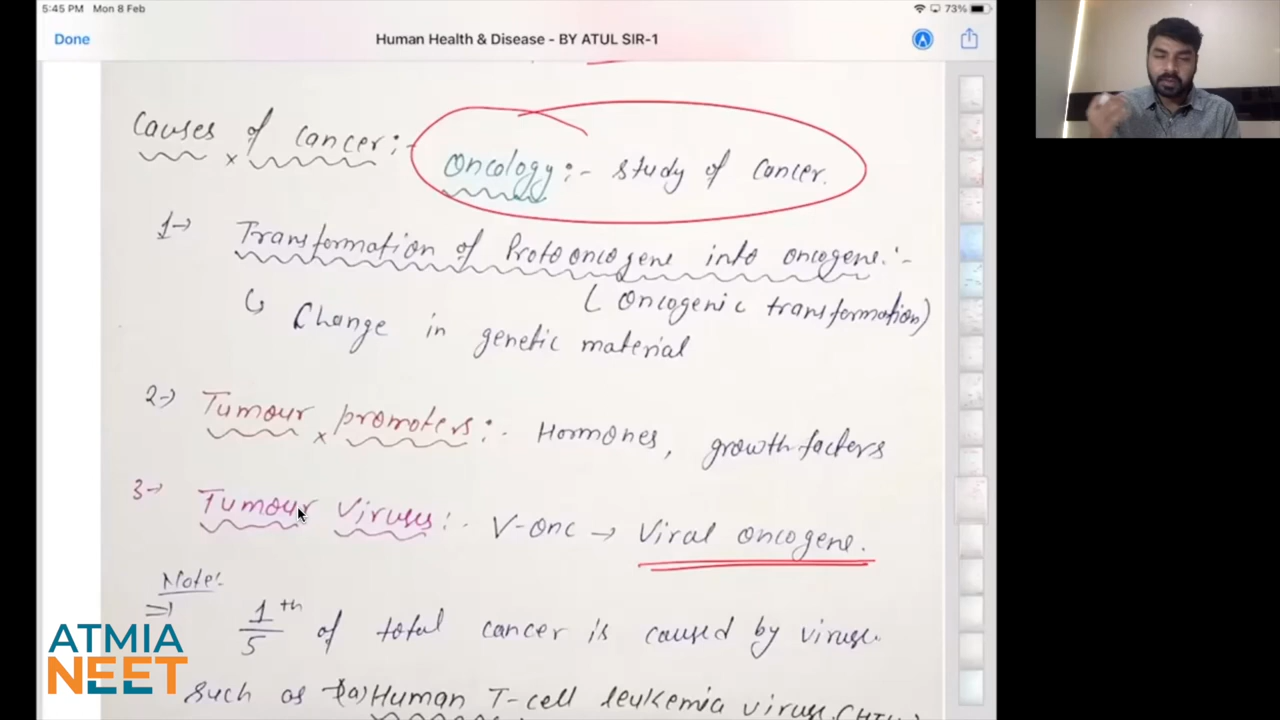 5:45 PM Mon 8 Feb
73%
Done
Human Health & Disease - BY ATUL SIR-1
Causes of cancer:-
Oncology:- study of cancer.
1→ Transformation of Protooncogene into oncogene:-
(Oncogenic transformation)
↳ Change in genetic material
2→ Tumour promoters:- Hormones, growth factors
3→ Tumour Viruses:- V-onc → Viral oncogene.
Note:
⇒ 1/5 th of total cancer is caused by viruses
such as (a) Human T-cell leukemia virus (HTLV)
ATMIA
NEET